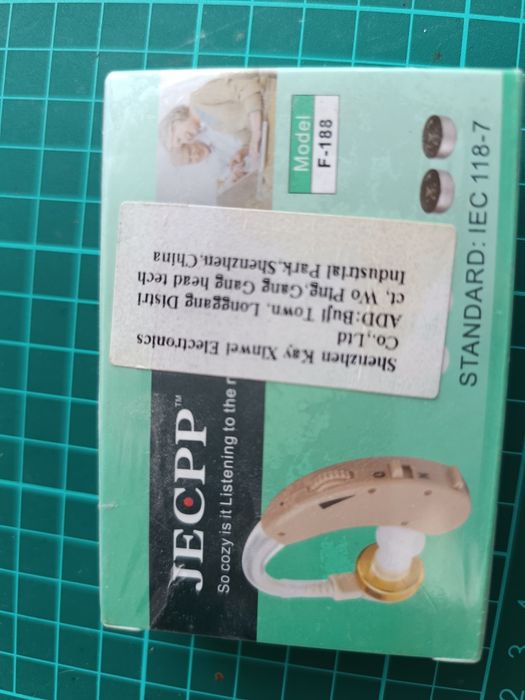 JECPP™
So cozy is it Listening to the
Model
F-188
STANDARD: IEC 118-7
Shenzhen Kay Xinwei Electronics
Co.,Ltd
ADD:Buji Town, Longgang Distri
ct, Wo Ping,Gang Gang head tech
Industrial Park,Shenzhen,China
O
N